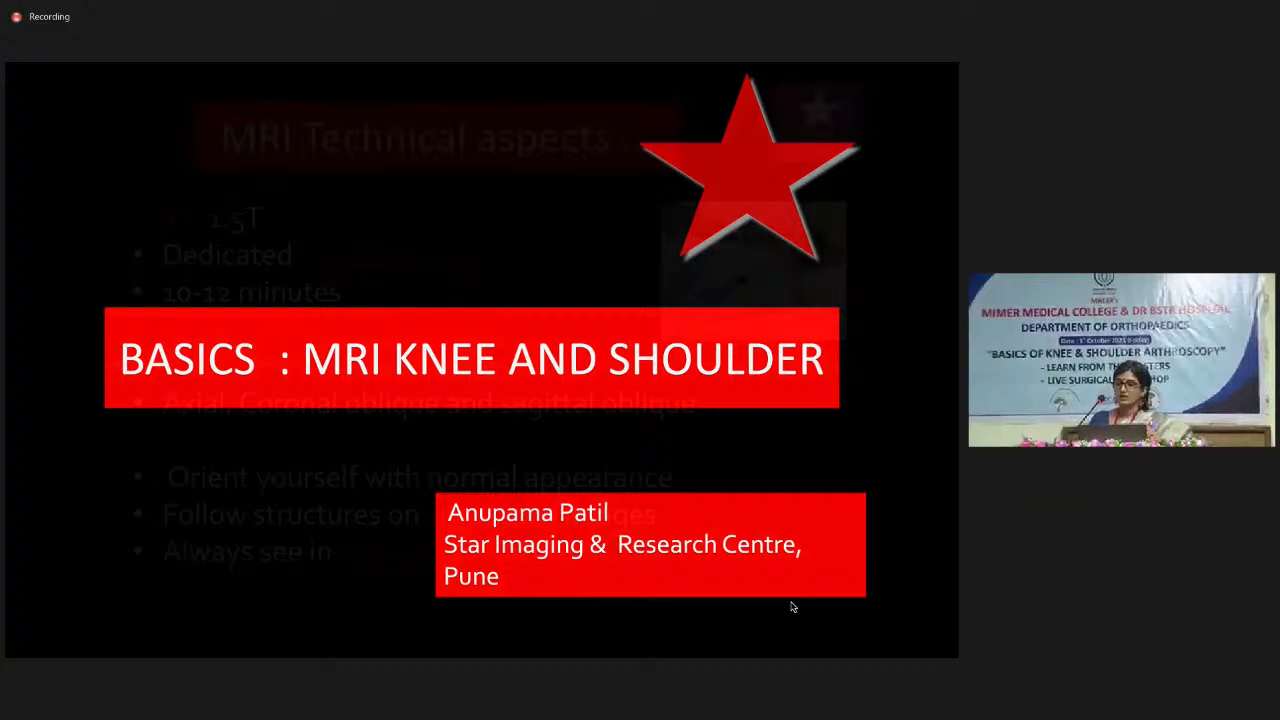 Recording
MRI Technical aspects
1.5T
• Dedicated
• 10-12 minutes
BASICS : MRI KNEE AND SHOULDER
Axial, Coronal oblique and sagittal oblique
• Orient yourself with normal appearance
• Follow structures on
• Always see in
Anupama Patil
Star Imaging & Research Centre,
Pune
MIMER MEDICAL COLLEGE & DR BSTR HOSPITAL
DEPARTMENT OF ORTHOPAEDICS
"BASICS OF KNEE & SHOULDER ARTHROSCOPY"
- LEARN FROM THE
- LIVE SURGICAL